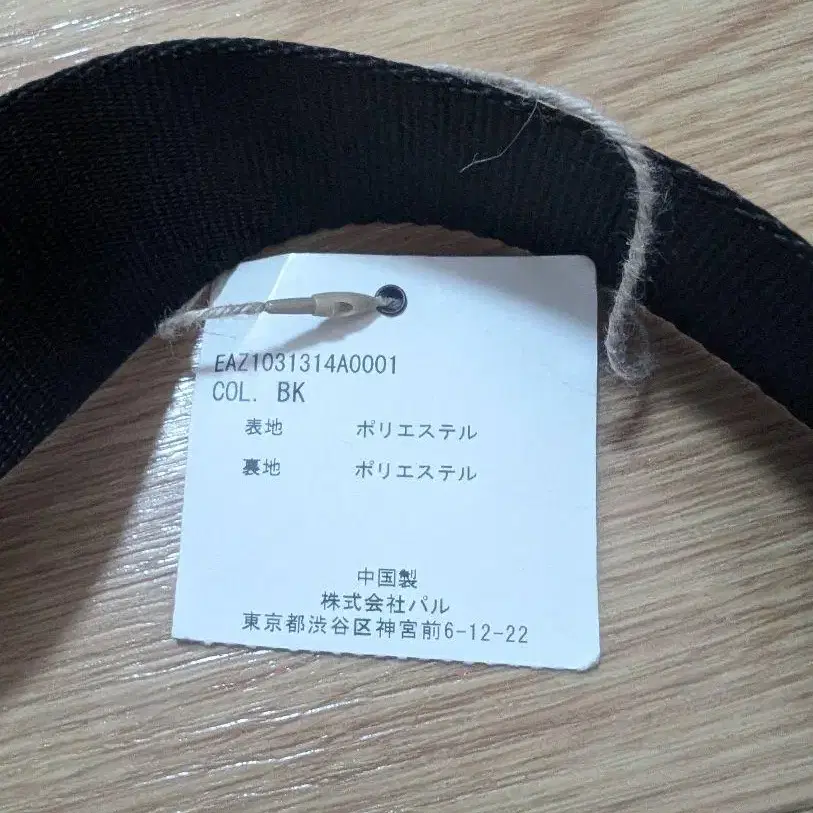 EAZ1031314A0001
COL. BK
表地 ポリエステル
裏地 ポリエステル
中国製
株式会社パル
東京都渋谷区神宮前6-12-22